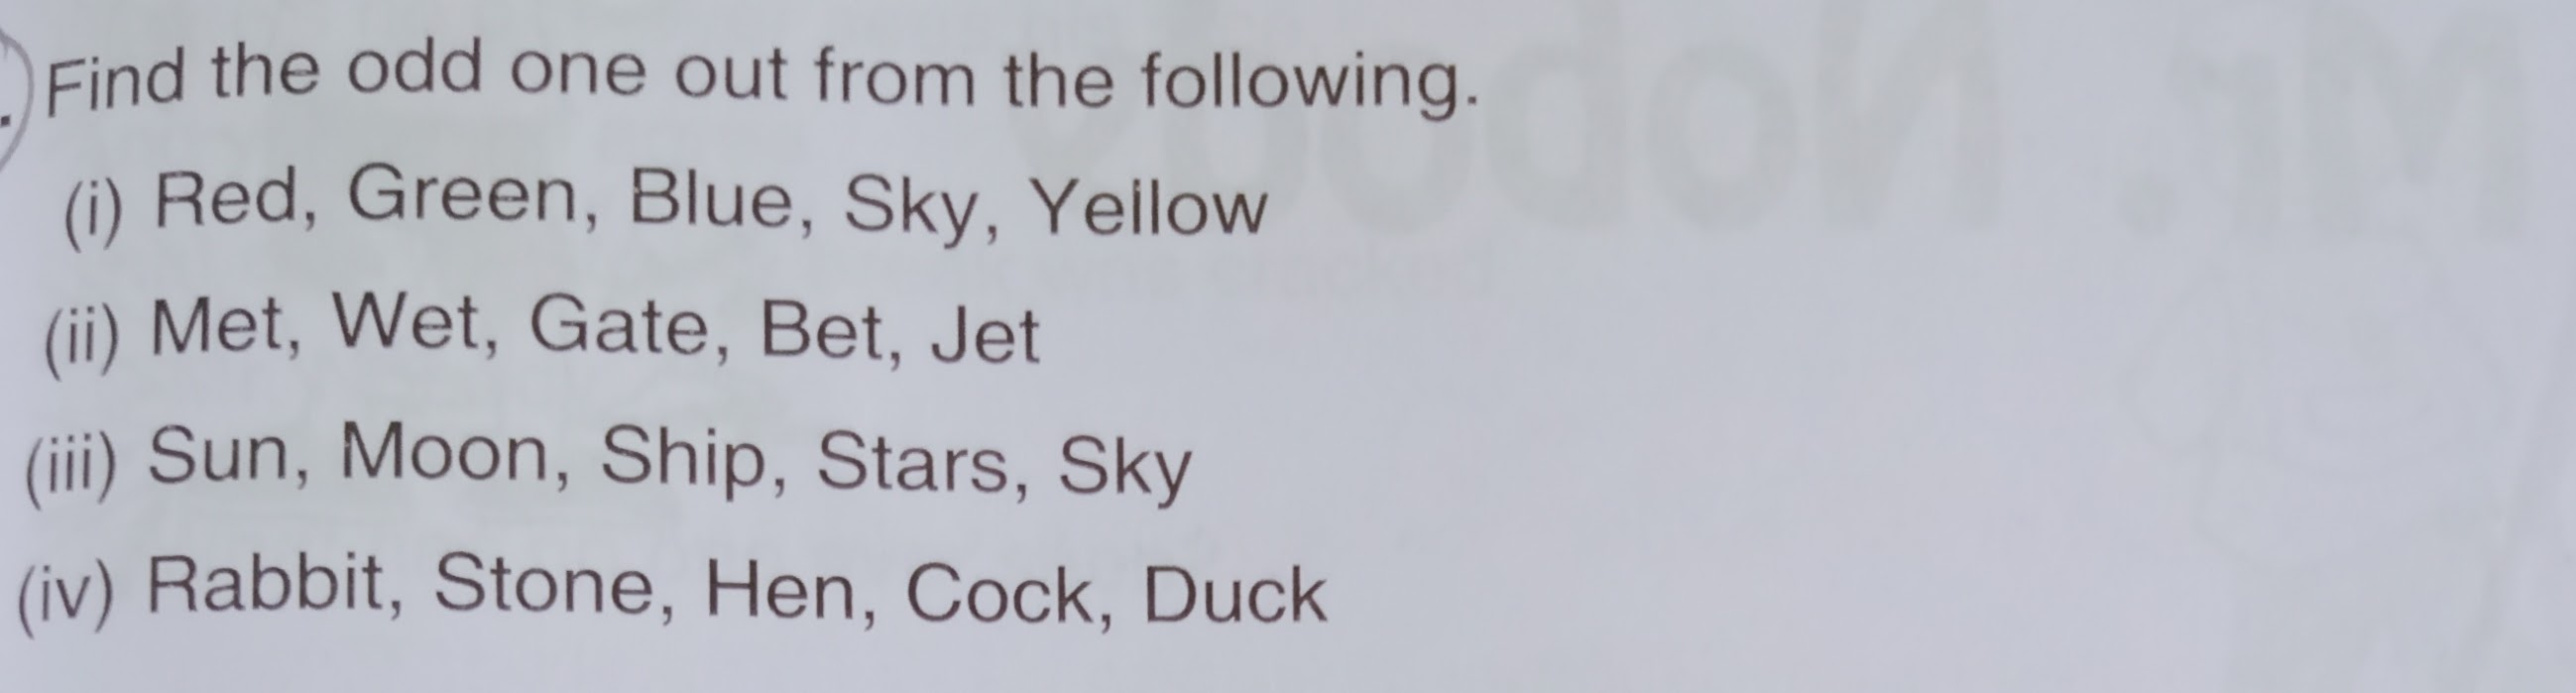 Find the odd one out from the following.
(i) Red, Green, Blue, Sky, Yellow
(ii) Met, Wet, Gate, Bet, Jet
(iii) Sun, Moon, Ship, Stars, Sky
(iv) Rabbit, Stone, Hen, Cock, Duck